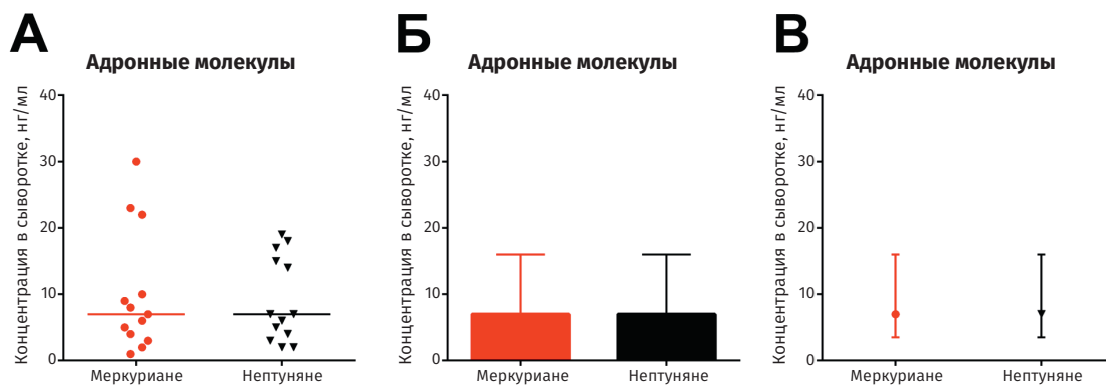 А
Адронные молекулы
Концентрация в сыворотке, нг/мл
40
30
20
10
0
Меркуриане
Нептуняне
Б
Адронные молекулы
Концентрация в сыворотке, нг/мл
40
30
20
10
0
Меркуриане
Нептуняне
В
Адронные молекулы
Концентрация в сыворотке, нг/мл
40
30
20
10
0
Меркуриане
Нептуняне